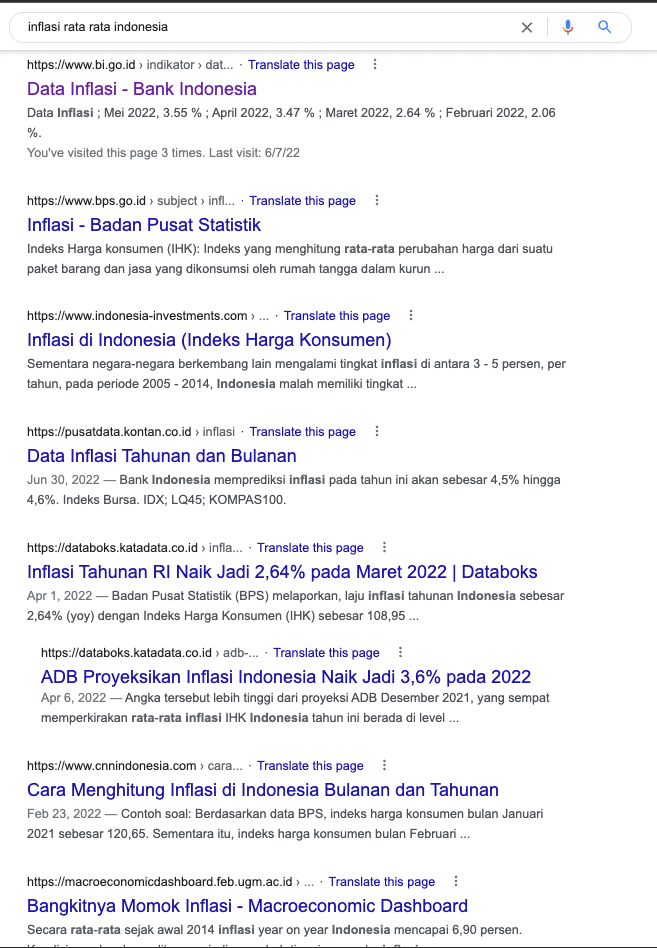 inflasi rata rata indonesia
https://www.bi.go.id › indikator › dat... · Translate this page
Data Inflasi - Bank Indonesia
Data Inflasi ; Mei 2022, 3.55 % ; April 2022, 3.47 % ; Maret 2022, 2.64 % ; Februari 2022, 2.06
%.
You've visited this page 3 times. Last visit: 6/7/22
https://www.bps.go.id › subject › infl... · Translate this page
Inflasi - Badan Pusat Statistik
Indeks Harga konsumen (IHK): Indeks yang menghitung rata-rata perubahan harga dari suatu
paket barang dan jasa yang dikonsumsi oleh rumah tangga dalam kurun ...
https://www.indonesia-investments.com › ... · Translate this page
Inflasi di Indonesia (Indeks Harga Konsumen)
Sementara negara-negara berkembang lain mengalami tingkat inflasi di antara 3 - 5 persen, per
tahun, pada periode 2005 - 2014, Indonesia malah memiliki tingkat ...
https://pusatdata.kontan.co.id › inflasi · Translate this page
Data Inflasi Tahunan dan Bulanan
Jun 30, 2022 — Bank Indonesia memprediksi inflasi pada tahun ini akan sebesar 4,5% hingga
4,6%. Indeks Bursa. IDX; LQ45; KOMPAS100.
https://databoks.katadata.co.id › infla... · Translate this page
Inflasi Tahunan RI Naik Jadi 2,64% pada Maret 2022 | Databoks
Apr 1, 2022 — Badan Pusat Statistik (BPS) melaporkan, laju inflasi tahunan Indonesia sebesar
2,64% (yoy) dengan Indeks Harga Konsumen (IHK) sebesar 108,95 ...
https://databoks.katadata.co.id › adb-... · Translate this page
ADB Proyeksikan Inflasi Indonesia Naik Jadi 3,6% pada 2022
Apr 6, 2022 — Angka tersebut lebih tinggi dari proyeksi ADB Desember 2021, yang sempat
memperkirakan rata-rata inflasi IHK Indonesia tahun ini berada di level ...
https://www.cnnindonesia.com › cara... · Translate this page
Cara Menghitung Inflasi di Indonesia Bulanan dan Tahunan
Feb 23, 2022 — Contoh soal: Berdasarkan data BPS, indeks harga konsumen bulan Januari
2021 sebesar 120,65. Sementara itu, indeks harga konsumen bulan Februari ...
https://macroeconomicdashboard.feb.ugm.ac.id › ... · Translate this page
Bangkitnya Momok Inflasi - Macroeconomic Dashboard
Secara rata-rata sejak awal 2014 inflasi year on year Indonesia mencapai 6,90 persen.